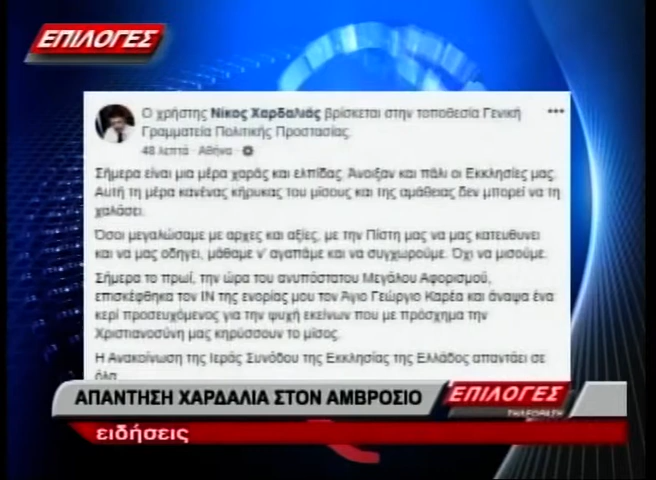 ΕΠΙΛΟΓΕΣ
Ο χρήστης Νίκος Χαρδαλιάς βρίσκεται στην τοποθεσία Γενική
Γραμματεία Πολιτικής Προστασίας.
48 λεπτά · Αθήνα ·
Σήμερα είναι μια μέρα χαράς και ελπίδας. Άνοιξαν και πάλι οι Εκκλησίες μας.
Αυτή τη μέρα κανένας κήρυκας του μίσους και της αμάθειας δεν μπορεί να τη
χαλάσει.
Όσοι μεγαλώσαμε με αρχες και αξίες, με την Πίστη μας να μας κατευθυνει
και να μας οδηγει, μάθαμε ν' αγαπάμε και να συγχωρούμε. Όχι να μισούμε.
Σήμερα το πρωί, την ώρα του ανυπόστατου Μεγάλου Αφορισμού,
επισκέφθηκα τον ΙΝ της ενορίας μου τον Άγιο Γεώργιο Καρέα και άναψα ένα
κερί προσευχόμενος για την ψυχή εκείνων που με πρόσχημα την
Χριστιανοσύνη μας κηρύσσουν το μίσος.
Η Ανακοίνωση της Ιεράς Συνόδου της Εκκλησίας της Ελλάδος απαντάει σε
όλα
ΑΠΑΝΤΗΣΗ ΧΑΡΔΑΛΙΑ ΣΤΟΝ ΑΜΒΡΟΣΙΟ
ΕΠΙΛΟΓΕΣ
ΤΗΛΕΟΡΑΣΗ
ειδήσεις